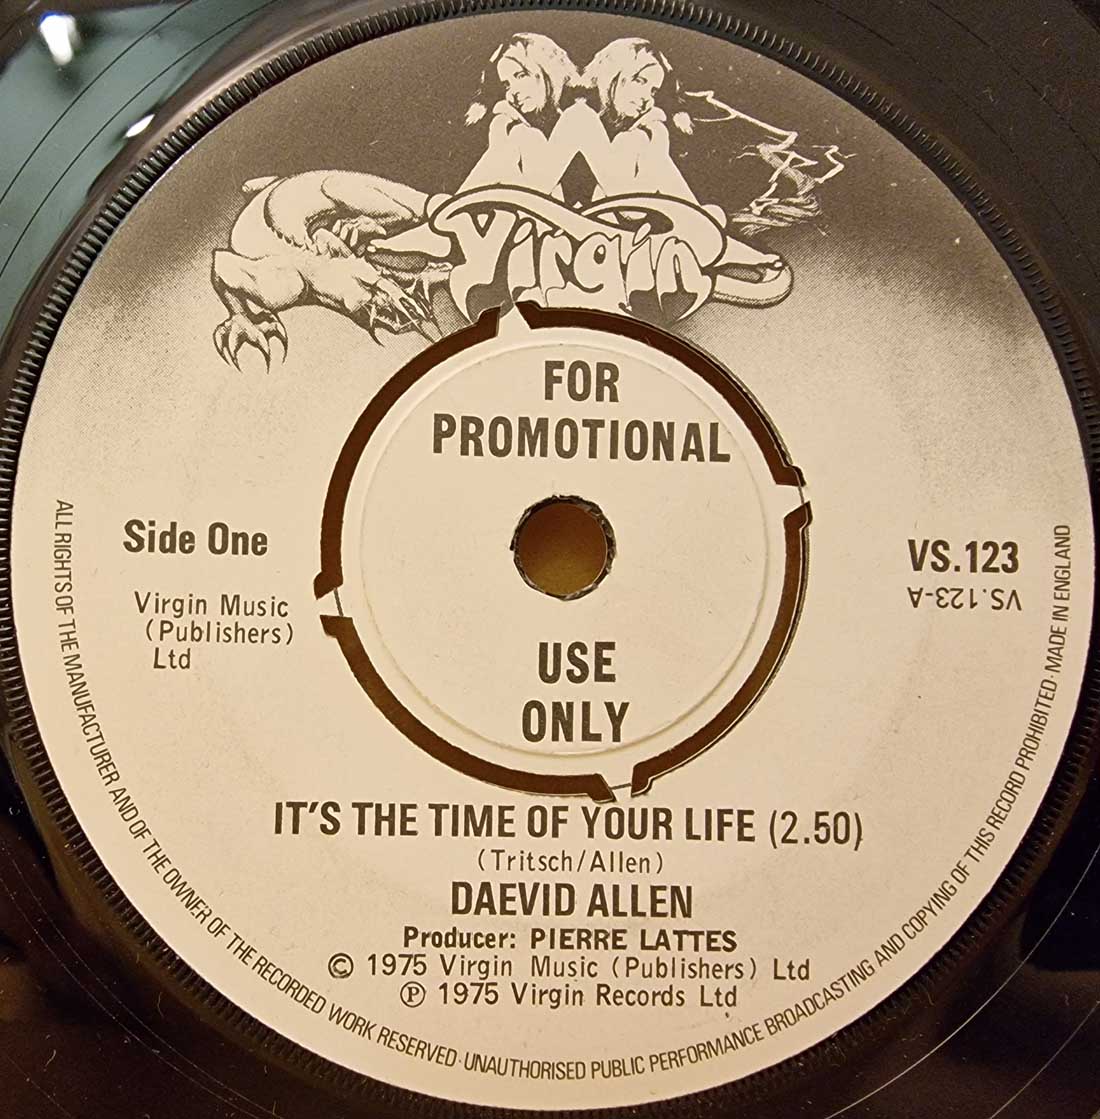 Virgin
FOR
PROMOTIONAL
Side One
VS.123
VS.123-A
Virgin Music
(Publishers)
Ltd
USE
ONLY
IT'S THE TIME OF YOUR LIFE (2.50)
(Tritsch/Allen)
DAEVID ALLEN
Producer: PIERRE LATTES
© 1975 Virgin Music (Publishers) Ltd
℗ 1975 Virgin Records Ltd
ALL RIGHTS OF THE MANUFACTURER AND OF THE OWNER OF THE RECORDED WORK RESERVED · UNAUTHORISED PUBLIC PERFORMANCE BROADCASTING AND COPYING OF THIS RECORD PROHIBITED · MADE IN ENGLAND